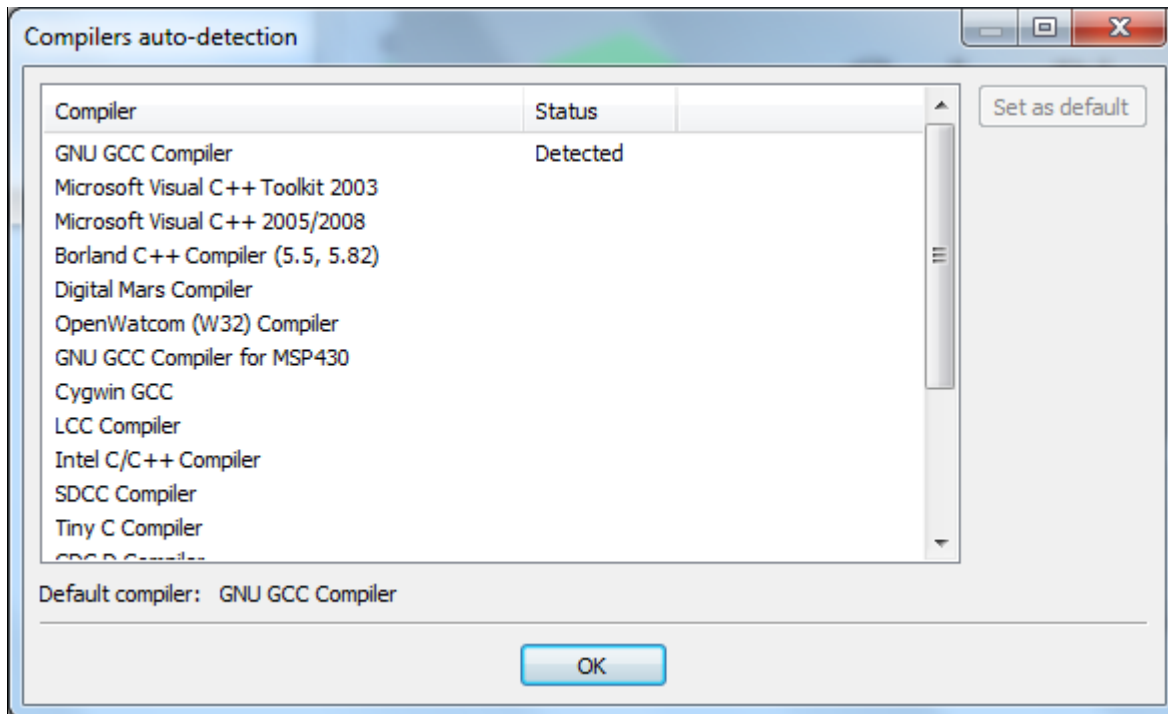 Compilers auto-detection
Compiler Status
Set as default
GNU GCC Compiler Detected
Microsoft Visual C++ Toolkit 2003
Microsoft Visual C++ 2005/2008
Borland C++ Compiler (5.5, 5.82)
Digital Mars Compiler
OpenWatcom (W32) Compiler
GNU GCC Compiler for MSP430
Cygwin GCC
LCC Compiler
Intel C/C++ Compiler
SDCC Compiler
Tiny C Compiler
Default compiler: GNU GCC Compiler
OK